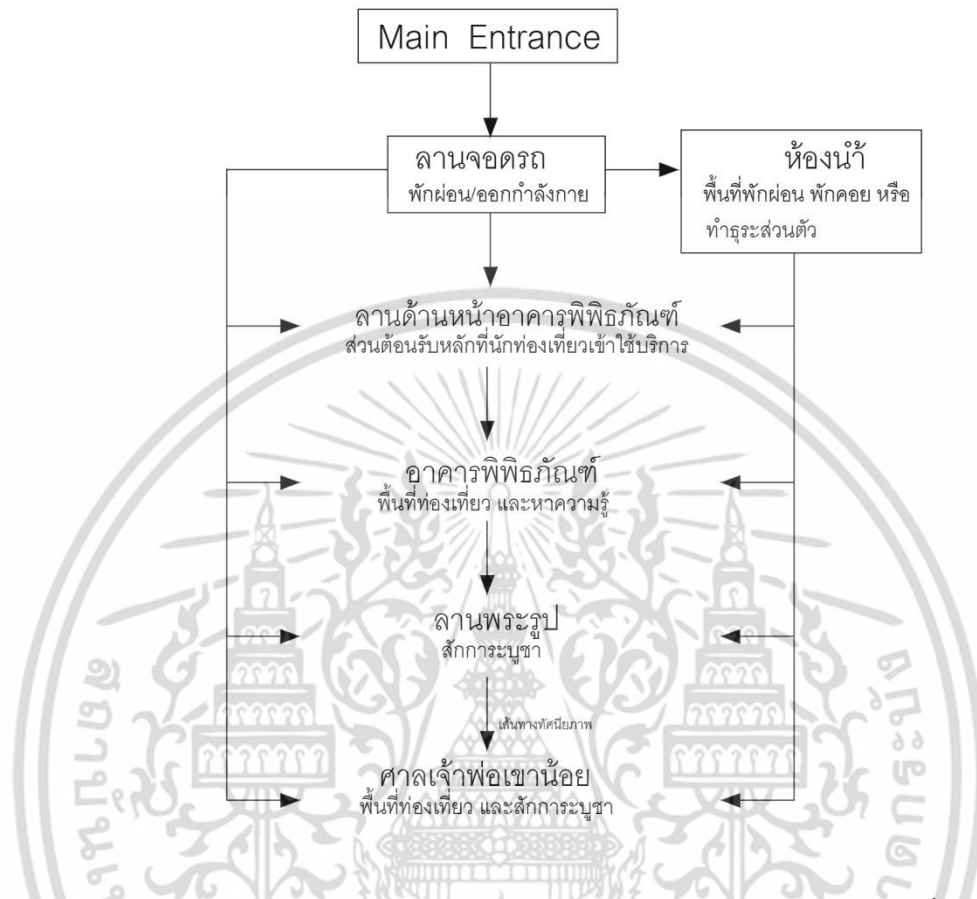 Main Entrance
ลานจอดรถ
พักผ่อน/ออกกำลังกาย
ห้องน้ำ
พื้นที่พักผ่อน พักคอย หรือ
ทำธุระส่วนตัว
ลานด้านหน้าอาคารพิพิธภัณฑ์
ส่วนต้อนรับหลักที่นักท่องเที่ยวเข้าใช้บริการ
อาคารพิพิธภัณฑ์
พื้นที่ท่องเที่ยว และหาความรู้
ลานพระรูป
สักการะบูชา
เส้นทางทัศนียภาพ
ศาลเจ้าพ่อเขาน้อย
พื้นที่ท่องเที่ยว และสักการะบูชา